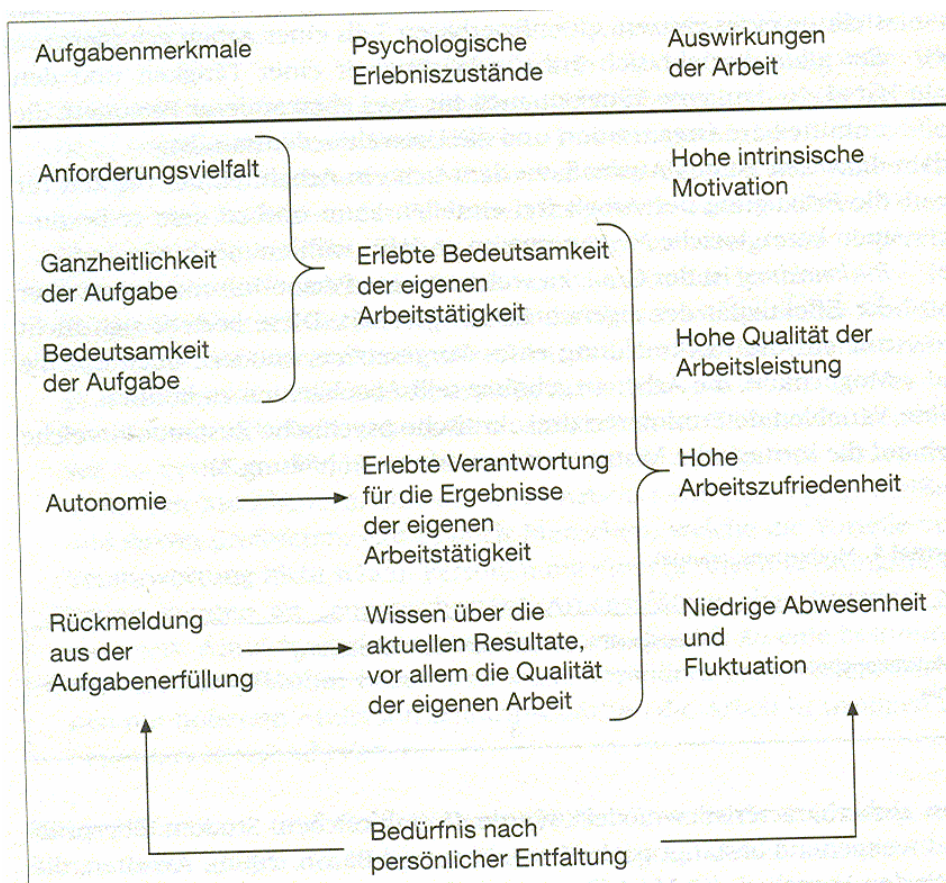 Aufgabenmerkmale
Psychologische
Erlebniszustände
Auswirkungen
der Arbeit
Anforderungsvielfalt
Ganzheitlichkeit
der Aufgabe
Bedeutsamkeit
der Aufgabe
Autonomie
Rückmeldung
aus der
Aufgabenerfüllung
Erlebte Bedeutsamkeit
der eigenen
Arbeitstätigkeit
Erlebte Verantwortung
für die Ergebnisse
der eigenen
Arbeitstätigkeit
Wissen über die
aktuellen Resultate,
vor allem die Qualität
der eigenen Arbeit
Hohe intrinsische
Motivation
Hohe Qualität der
Arbeitsleistung
Hohe
Arbeitszufriedenheit
Niedrige Abwesenheit
und
Fluktuation
Bedürfnis nach
persönlicher Entfaltung